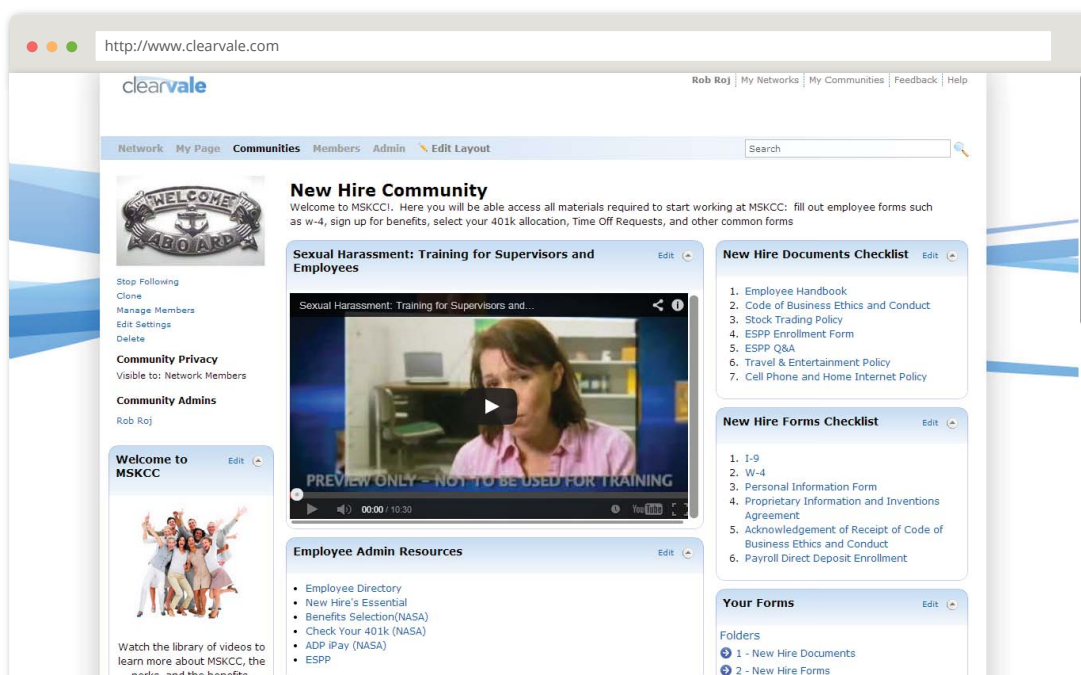 http://www.clearvale.com
clearvale
Rob Roj My Networks My Communities Feedback Help
Network My Page Communities Members Admin Edit Layout
Search
WELCOME
ABOARD
Stop Following
Clone
Manage Members
Edit Settings
Delete
Community Privacy
Visible to: Network Members
Community Admins
Rob Roj
Welcome to
MSKCC
Edit
Watch the library of videos to
learn more about MSKCC, the
perks, and the benefits
New Hire Community
Welcome to MSKCC!. Here you will be able access all materials required to start working at MSKCC: fill out employee forms such
as w-4, sign up for benefits, select your 401k allocation, Time Off Requests, and other common forms
Sexual Harassment: Training for Supervisors and
Employees
Edit
Sexual Harassment: Training for Supervisors and...
PREVIEW ONLY – NOT TO BE USED FOR TRAINING
00:00 / 10:30
YouTube
Employee Admin Resources
Edit
• Employee Directory
• New Hire's Essential
• Benefits Selection(NASA)
• Check Your 401k (NASA)
• ADP iPay (NASA)
• ESPP
New Hire Documents Checklist
Edit
1. Employee Handbook
2. Code of Business Ethics and Conduct
3. Stock Trading Policy
4. ESPP Enrollment Form
5. ESPP Q&A
6. Travel & Entertainment Policy
7. Cell Phone and Home Internet Policy
New Hire Forms Checklist
Edit
1. I-9
2. W-4
3. Personal Information Form
4. Proprietary Information and Inventions
Agreement
5. Acknowledgement of Receipt of Code of
Business Ethics and Conduct
6. Payroll Direct Deposit Enrollment
Your Forms
Edit
Folders
1 - New Hire Documents
2 - New Hire Forms